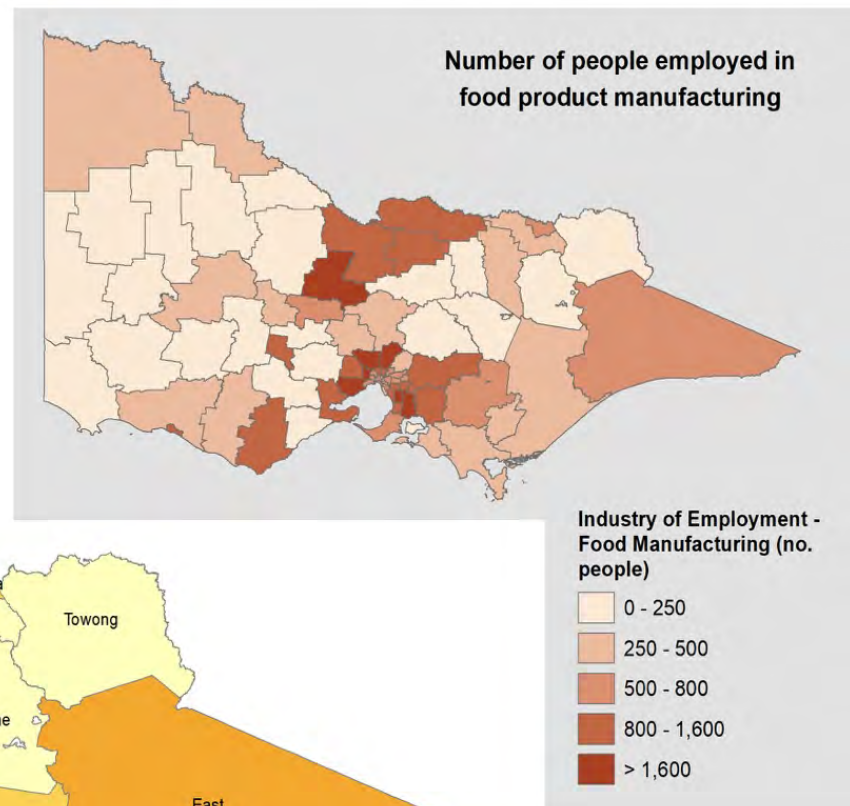 Number of people employed in
food product manufacturing
Industry of Employment -
Food Manufacturing (no.
people)
0 - 250
250 - 500
500 - 800
800 - 1,600
> 1,600
Towong
East